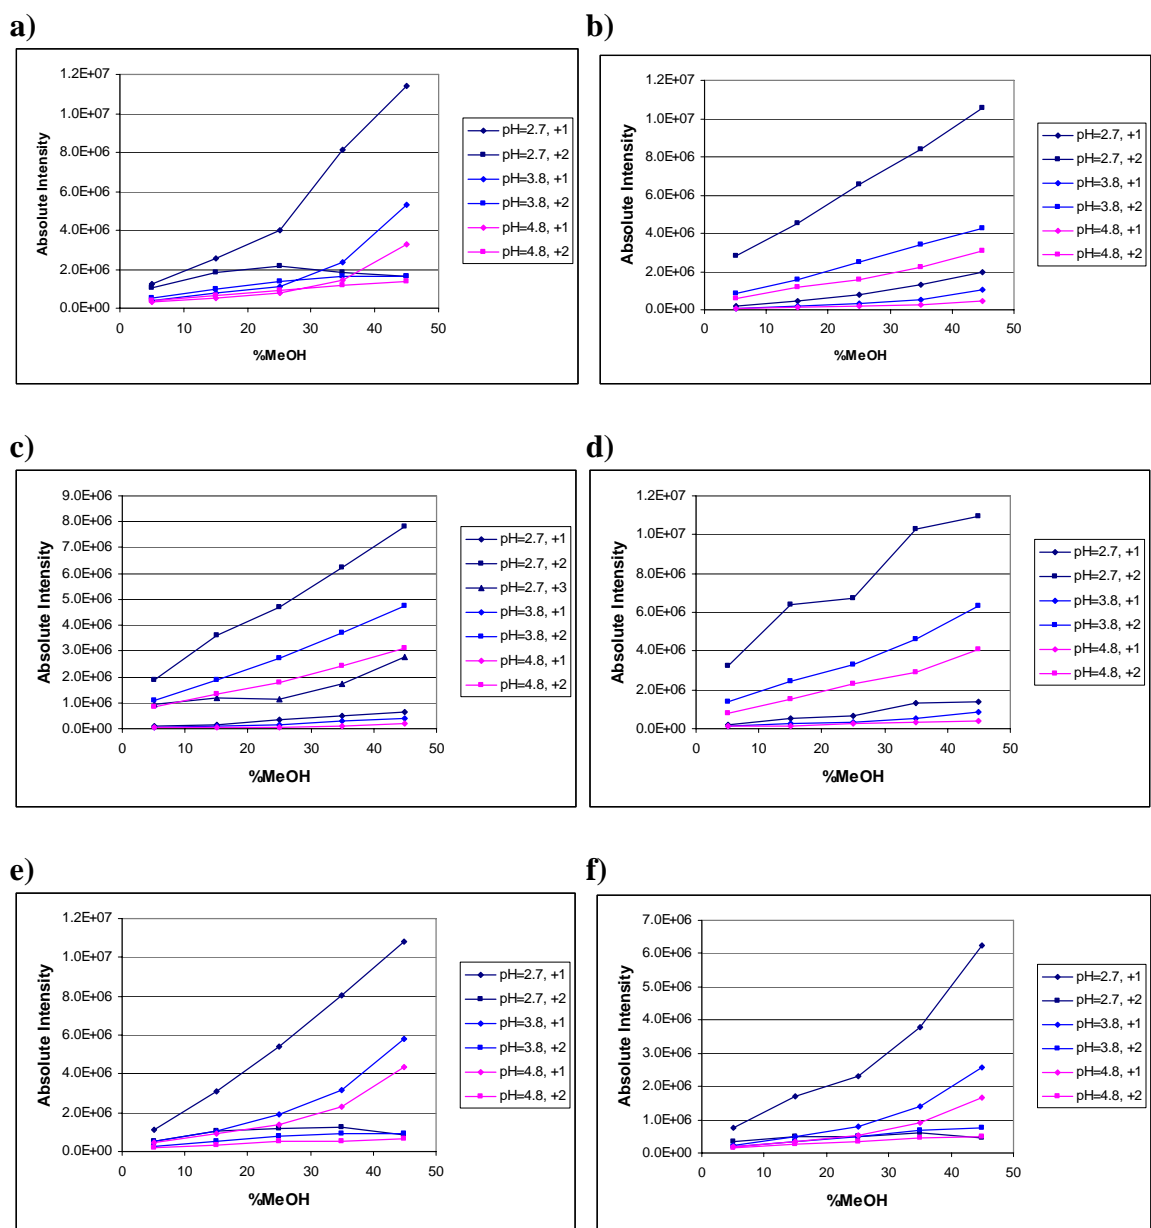 a)
1.2E+07
1.0E+07
8.0E+06
6.0E+06
4.0E+06
2.0E+06
0.0E+00
0 10 20 30 40 50
Absolute Intensity
%MeOH
pH=2.7, +1
pH=2.7, +2
pH=3.8, +1
pH=3.8, +2
pH=4.8, +1
pH=4.8, +2
b)
1.2E+07
1.0E+07
8.0E+06
6.0E+06
4.0E+06
2.0E+06
0.0E+00
0 10 20 30 40 50
Absolute Intensity
%MeOH
pH=2.7, +1
pH=2.7, +2
pH=3.8, +1
pH=3.8, +2
pH=4.8, +1
pH=4.8, +2
c)
9.0E+06
8.0E+06
7.0E+06
6.0E+06
5.0E+06
4.0E+06
3.0E+06
2.0E+06
1.0E+06
0.0E+00
0 10 20 30 40 50
Absolute Intensity
%MeOH
pH=2.7, +1
pH=2.7, +2
pH=2.7, +3
pH=3.8, +1
pH=3.8, +2
pH=4.8, +1
pH=4.8, +2
d)
1.2E+07
1.0E+07
8.0E+06
6.0E+06
4.0E+06
2.0E+06
0.0E+00
0 10 20 30 40 50
Absolute Intensity
%MeOH
pH=2.7, +1
pH=2.7, +2
pH=3.8, +1
pH=3.8, +2
pH=4.8, +1
pH=4.8, +2
e)
1.2E+07
1.0E+07
8.0E+06
6.0E+06
4.0E+06
2.0E+06
0.0E+00
0 10 20 30 40 50
Absolute Intensity
%MeOH
pH=2.7, +1
pH=2.7, +2
pH=3.8, +1
pH=3.8, +2
pH=4.8, +1
pH=4.8, +2
f)
7.0E+06
6.0E+06
5.0E+06
4.0E+06
3.0E+06
2.0E+06
1.0E+06
0.0E+00
0 10 20 30 40 50
Absolute Intensity
%MeOH
pH=2.7, +1
pH=2.7, +2
pH=3.8, +1
pH=3.8, +2
pH=4.8, +1
pH=4.8, +2